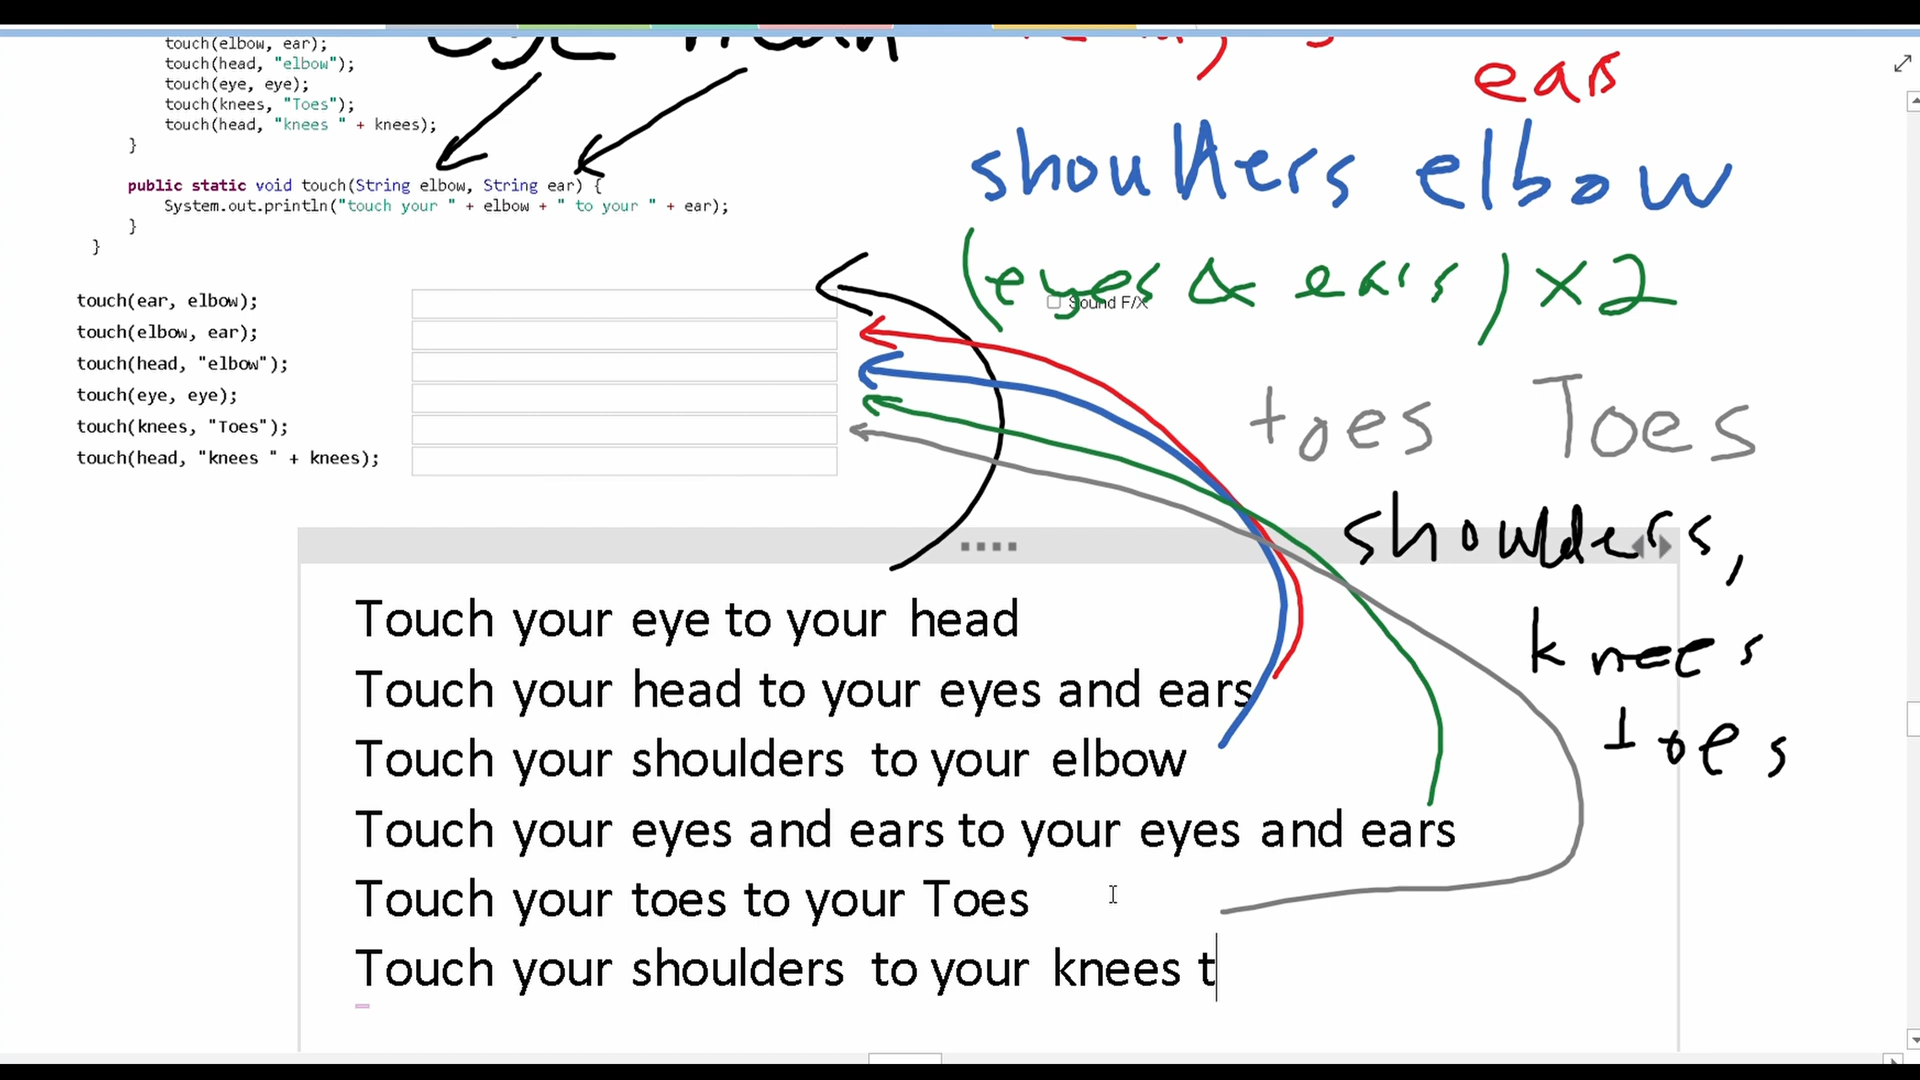 touch(elbow, ear);
touch(head, "elbow");
touch(eye, eye);
touch(knees, "Toes");
touch(head, "knees " + knees);
}
public static void touch(String elbow, String ear) {
System.out.println("touch your " + elbow + " to your " + ear);
}
}
ears
shoulders elbow
(eyes & ears) x 2
Sound F/X
toes Toes
shoulders,
knees
toes
touch(ear, elbow);
touch(elbow, ear);
touch(head, "elbow");
touch(eye, eye);
touch(knees, "Toes");
touch(head, "knees " + knees);
Touch your eye to your head
Touch your head to your eyes and ears
Touch your shoulders to your elbow
Touch your eyes and ears to your eyes and ears
Touch your toes to your Toes
Touch your shoulders to your knees t